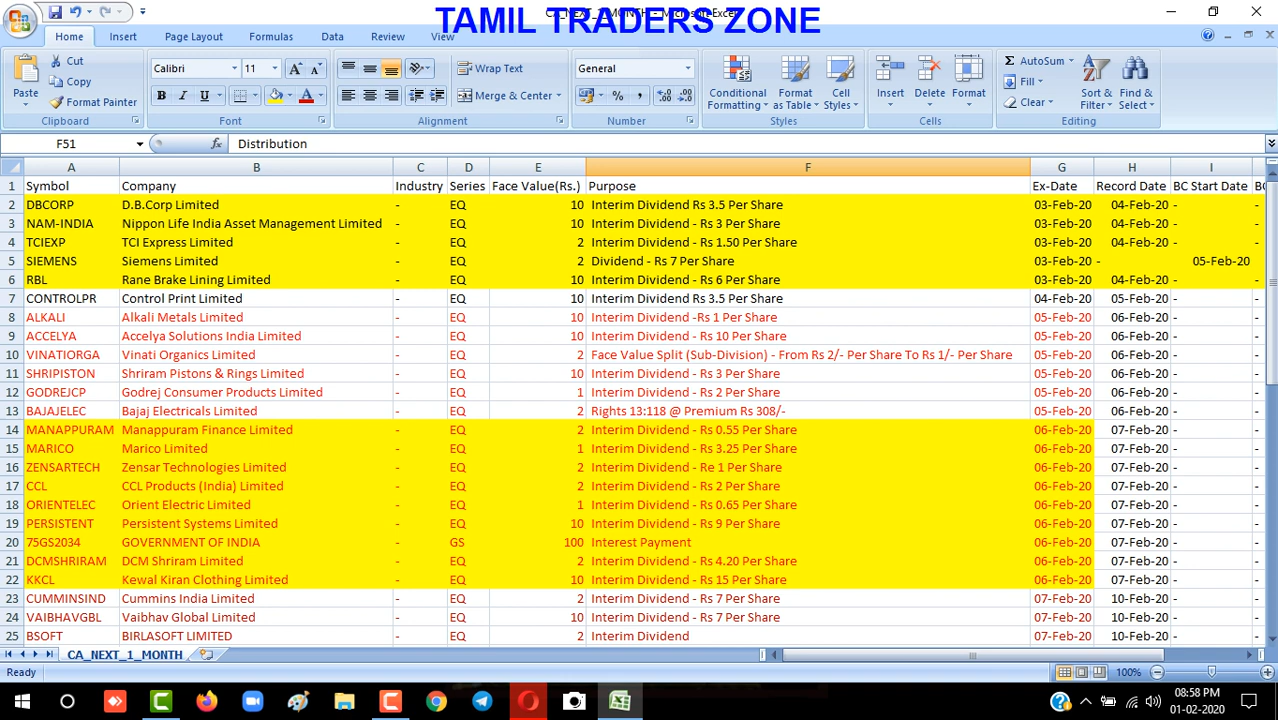 TAMIL TRADERS ZONE
Home Insert Page Layout Formulas Data Review View
Cut
Copy
Format Painter
Paste
Clipboard
Calibri 11
B I U
Font
Wrap Text
Merge & Center
Alignment
General
Number
Conditional Formatting
Format as Table
Cell Styles
Styles
Insert Delete Format
Cells
AutoSum
Fill
Clear
Sort & Filter
Find & Select
Editing
F51 fx Distribution
A B C D E F G H I
1 Symbol Company Industry Series Face Value(Rs.) Purpose Ex-Date Record Date BC Start Date
2 DBCORP D.B.Corp Limited - EQ 10 Interim Dividend Rs 3.5 Per Share 03-Feb-20 04-Feb-20 - -
3 NAM-INDIA Nippon Life India Asset Management Limited - EQ 10 Interim Dividend - Rs 3 Per Share 03-Feb-20 04-Feb-20 - -
4 TCIEXP TCI Express Limited - EQ 2 Interim Dividend - Rs 1.50 Per Share 03-Feb-20 04-Feb-20 - -
5 SIEMENS Siemens Limited - EQ 2 Dividend - Rs 7 Per Share 03-Feb-20 - 05-Feb-20
6 RBL Rane Brake Lining Limited - EQ 10 Interim Dividend - Rs 6 Per Share 03-Feb-20 04-Feb-20 - -
7 CONTROLPR Control Print Limited - EQ 10 Interim Dividend Rs 3.5 Per Share 04-Feb-20 05-Feb-20 - -
8 ALKALI Alkali Metals Limited - EQ 10 Interim Dividend -Rs 1 Per Share 05-Feb-20 06-Feb-20 - -
9 ACCELYA Accelya Solutions India Limited - EQ 10 Interim Dividend - Rs 10 Per Share 05-Feb-20 06-Feb-20 - -
10 VINATIORGA Vinati Organics Limited - EQ 2 Face Value Split (Sub-Division) - From Rs 2/- Per Share To Rs 1/- Per Share 05-Feb-20 06-Feb-20 - -
11 SHRIPISTON Shriram Pistons & Rings Limited - EQ 10 Interim Dividend - Rs 3 Per Share 05-Feb-20 06-Feb-20 - -
12 GODREJCP Godrej Consumer Products Limited - EQ 1 Interim Dividend - Rs 2 Per Share 05-Feb-20 06-Feb-20 - -
13 BAJAJELEC Bajaj Electricals Limited - EQ 2 Rights 13:118 @ Premium Rs 308/- 05-Feb-20 06-Feb-20 - -
14 MANAPPURAM Manappuram Finance Limited - EQ 2 Interim Dividend - Rs 0.55 Per Share 06-Feb-20 07-Feb-20 - -
15 MARICO Marico Limited - EQ 1 Interim Dividend - Rs 3.25 Per Share 06-Feb-20 07-Feb-20 - -
16 ZENSARTECH Zensar Technologies Limited - EQ 2 Interim Dividend - Re 1 Per Share 06-Feb-20 07-Feb-20 - -
17 CCL CCL Products (India) Limited - EQ 2 Interim Dividend - Rs 2 Per Share 06-Feb-20 07-Feb-20 - -
18 ORIENTELEC Orient Electric Limited - EQ 1 Interim Dividend - Rs 0.65 Per Share 06-Feb-20 07-Feb-20 - -
19 PERSISTENT Persistent Systems Limited - EQ 10 Interim Dividend - Rs 9 Per Share 06-Feb-20 07-Feb-20 - -
20 75GS2034 GOVERNMENT OF INDIA - GS 100 Interest Payment 06-Feb-20 07-Feb-20 - -
21 DCMSHRIRAM DCM Shriram Limited - EQ 2 Interim Dividend - Rs 4.20 Per Share 06-Feb-20 07-Feb-20 - -
22 KKCL Kewal Kiran Clothing Limited - EQ 10 Interim Dividend - Rs 15 Per Share 06-Feb-20 07-Feb-20 - -
23 CUMMINSIND Cummins India Limited - EQ 2 Interim Dividend - Rs 7 Per Share 07-Feb-20 10-Feb-20 - -
24 VAIBHAVGBL Vaibhav Global Limited - EQ 10 Interim Dividend - Rs 7 Per Share 07-Feb-20 10-Feb-20 - -
25 BSOFT BIRLASOFT LIMITED - EQ 2 Interim Dividend 07-Feb-20 10-Feb-20 - -
CA_NEXT_1_MONTH
Ready 100%
08:58 PM
01-02-2020